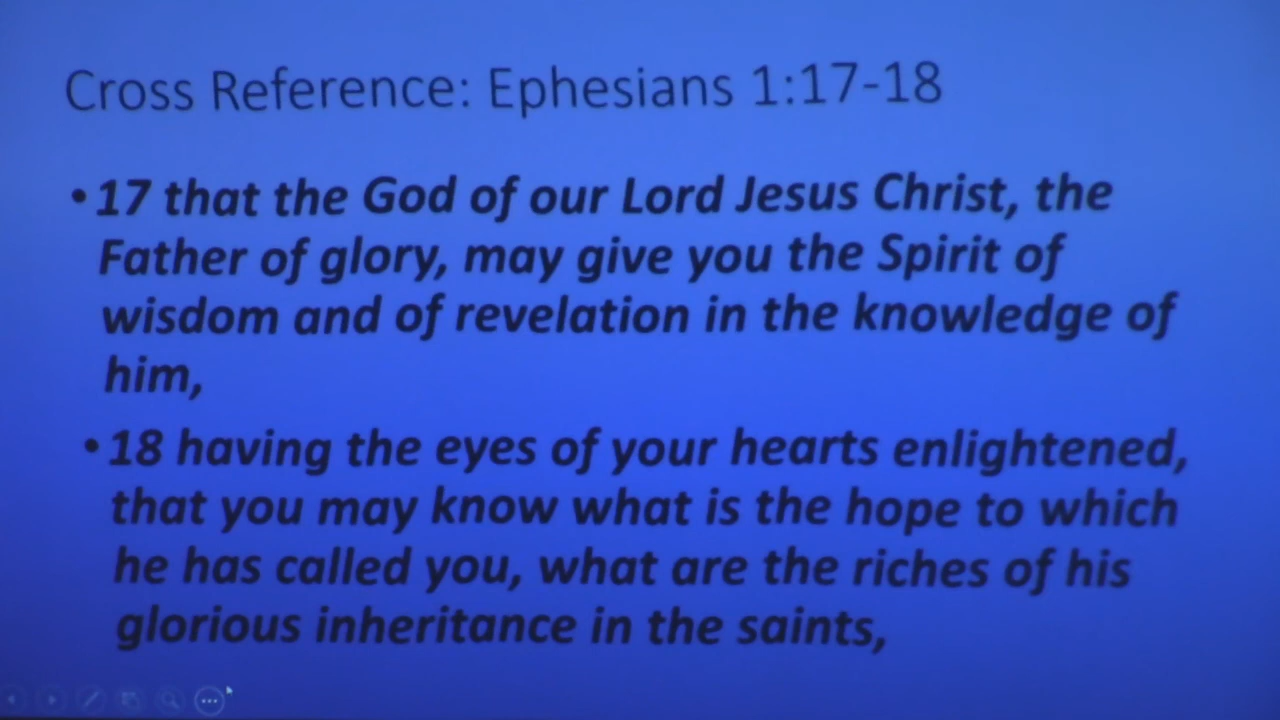 Cross Reference: Ephesians 1:17-18
• 17 that the God of our Lord Jesus Christ, the
Father of glory, may give you the Spirit of
wisdom and of revelation in the knowledge of
him,
• 18 having the eyes of your hearts enlightened,
that you may know what is the hope to which
he has called you, what are the riches of his
glorious inheritance in the saints,